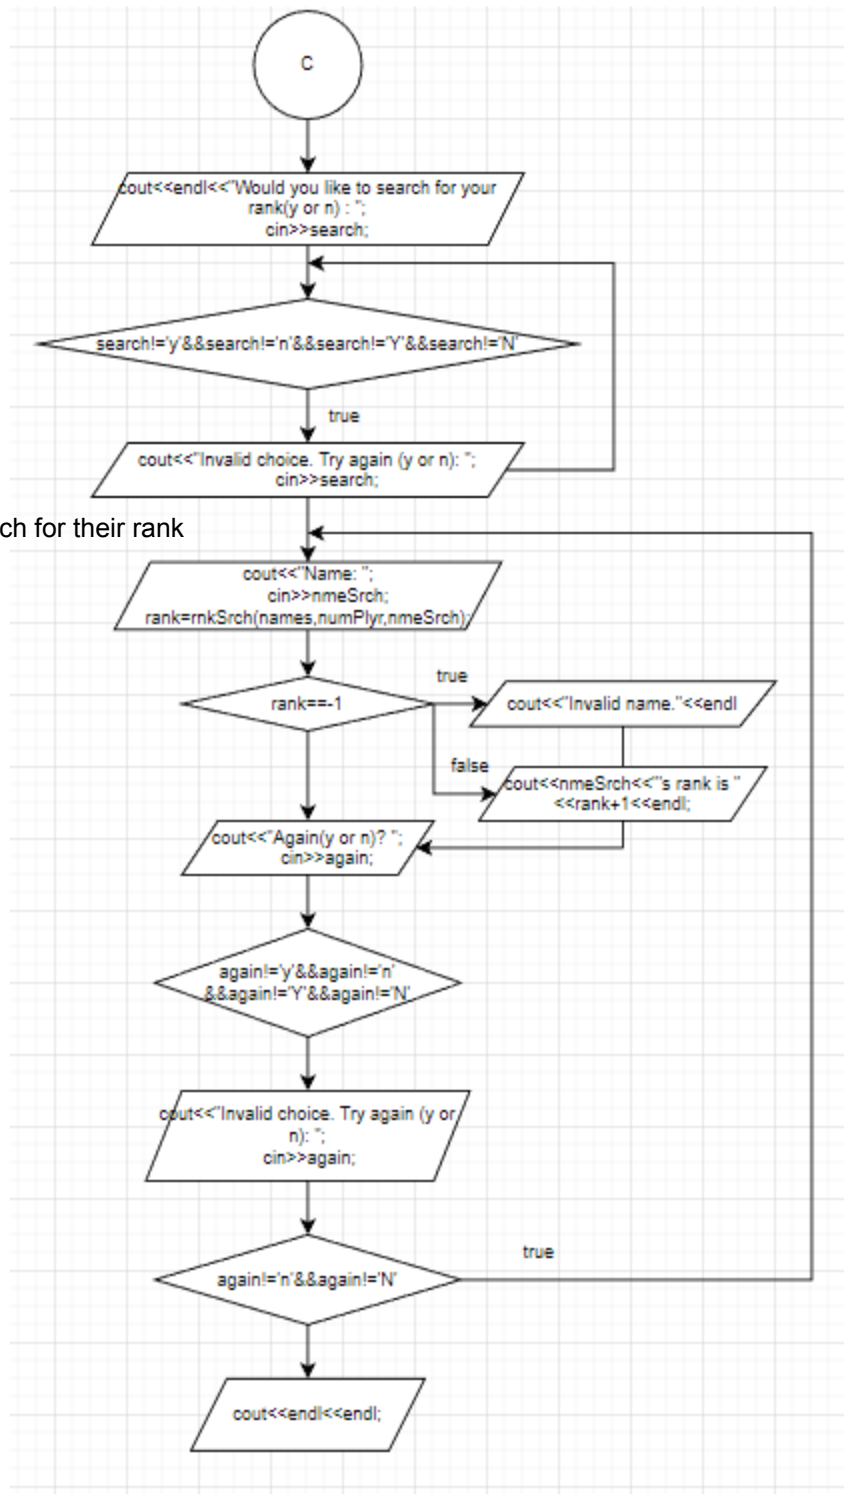 C
cout<<endl<<"Would you like to search for your
rank(y or n) : ";
cin>>search;
search!='y'&&search!='n'&&search!='Y'&&search!='N'
true
cout<<"Invalid choice. Try again (y or n): ";
cin>>search;
ch for their rank
cout<<"Name: ";
cin>>nmeSrch;
rank=rnkSrch(names,numPlyr,nmeSrch);
rank==-1
true
cout<<"Invalid name."<<endl
false
cout<<nmeSrch<<"'s rank is "
<<rank+1<<endl;
cout<<"Again(y or n)? ";
cin>>again;
again!='y'&&again!='n'
&&again!='Y'&&again!='N'
cout<<"Invalid choice. Try again (y or
n): ";
cin>>again;
again!='n'&&again!='N'
true
cout<<endl<<endl;